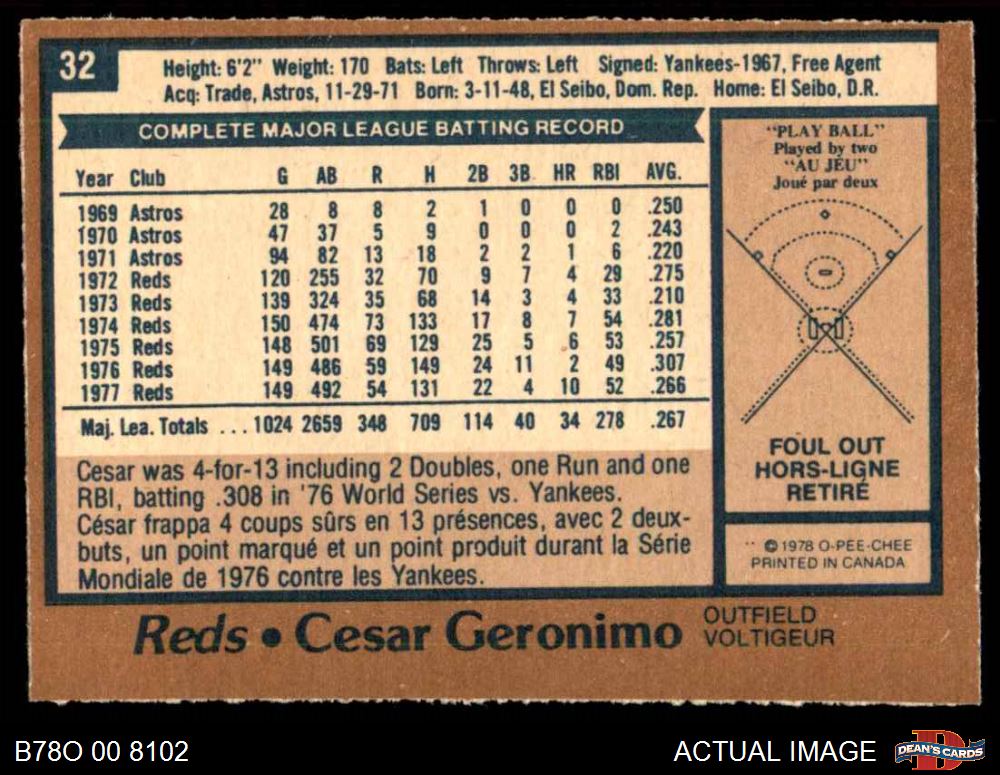 32
Height: 6'2" Weight: 170 Bats: Left Throws: Left Signed: Yankees-1967, Free Agent
Acq: Trade, Astros, 11-29-71 Born: 3-11-48, El Seibo, Dom. Rep. Home: El Seibo, D.R.
COMPLETE MAJOR LEAGUE BATTING RECORD
Year Club G AB R H 2B 3B HR RBI AVG.
1969 Astros 28 8 8 2 1 0 0 0 .250
1970 Astros 47 37 5 9 0 0 0 2 .243
1971 Astros 94 82 13 18 2 2 1 6 .220
1972 Reds 120 255 32 70 9 7 4 29 .275
1973 Reds 139 324 35 68 14 3 4 33 .210
1974 Reds 150 474 73 133 17 8 7 54 .281
1975 Reds 148 501 69 129 25 5 6 53 .257
1976 Reds 149 486 59 149 24 11 2 49 .307
1977 Reds 149 492 54 131 22 4 10 52 .266
Maj. Lea. Totals ... 1024 2659 348 709 114 40 34 278 .267
Cesar was 4-for-13 including 2 Doubles, one Run and one
RBI, batting .308 in '76 World Series vs. Yankees.
César frappa 4 coups sûrs en 13 présences, avec 2 deux-
buts, un point marqué et un point produit durant la Série
Mondiale de 1976 contre les Yankees.
"PLAY BALL"
Played by two
"AU JEU"
Joué par deux
FOUL OUT
HORS-LIGNE
RETIRÉ
© 1978 O-PEE-CHEE
PRINTED IN CANADA
Reds • Cesar Geronimo
OUTFIELD
VOLTIGEUR
B78O 00 8102
ACTUAL IMAGE
DEAN'S CARDS